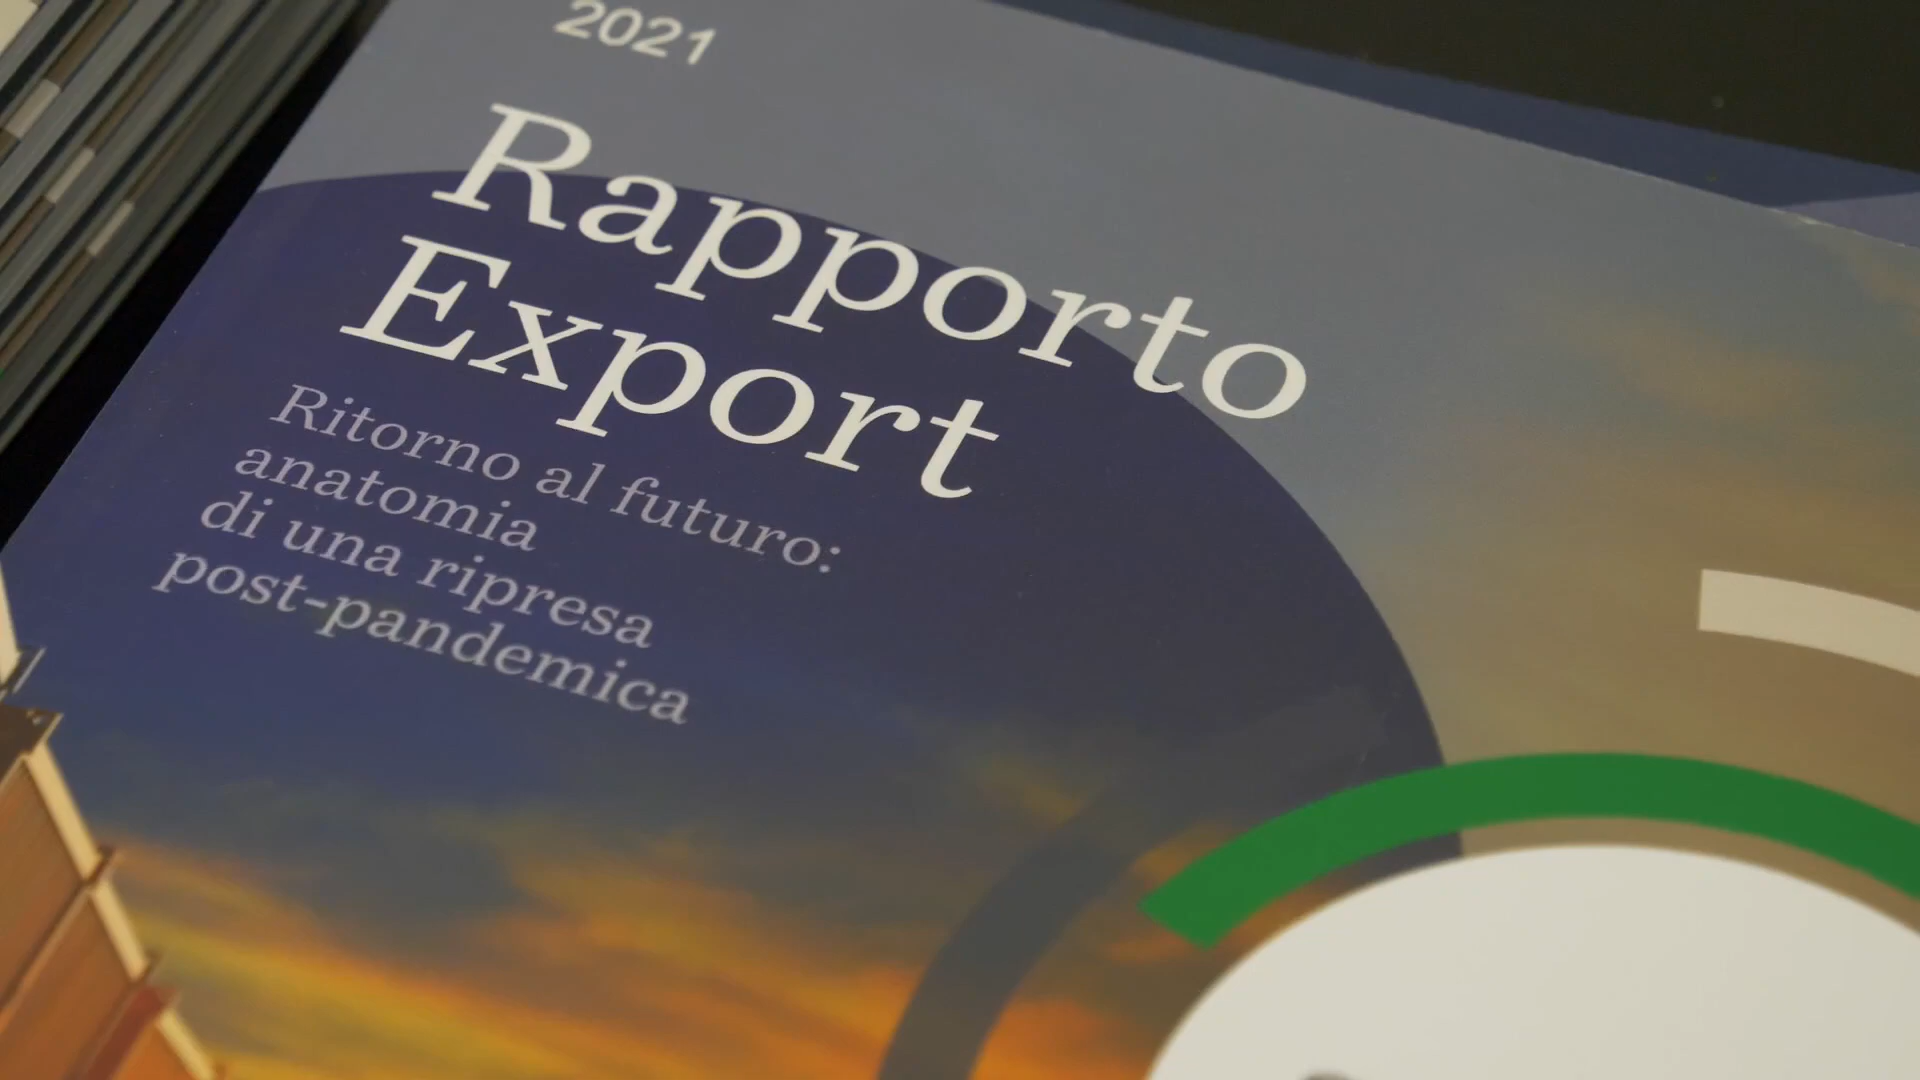 2021
Rapporto
Export
Ritorno al futuro:
anatomia
di una ripresa
post-pandemica